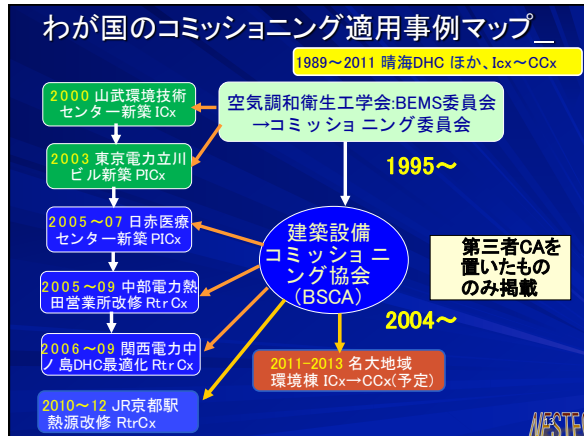 わが国のコミッショニング適用事例マップ_
1989～2011 晴海DHC ほか、Icx～CCx
2000 山武環境技術
センター新築 ICx
空気調和衛生工学会:BEMS委員会
→コミッショニング委員会
2003 東京電力立川
ビル新築 PICx
1995～
2005～07 日赤医療
センター新築 PICx
建築設備
コミッショニ
ング協会
(BSCA)
第三者CAを
置いたもの
のみ掲載
2005～09 中部電力熱
田営業所改修 RtrCx
2004～
2006～09 関西電力中
ノ島DHC最適化 RtrCx
2011-2013 名大地域
環境棟 ICx→CCx(予定)
2010～12 JR京都駅
熱源改修 RtrCx